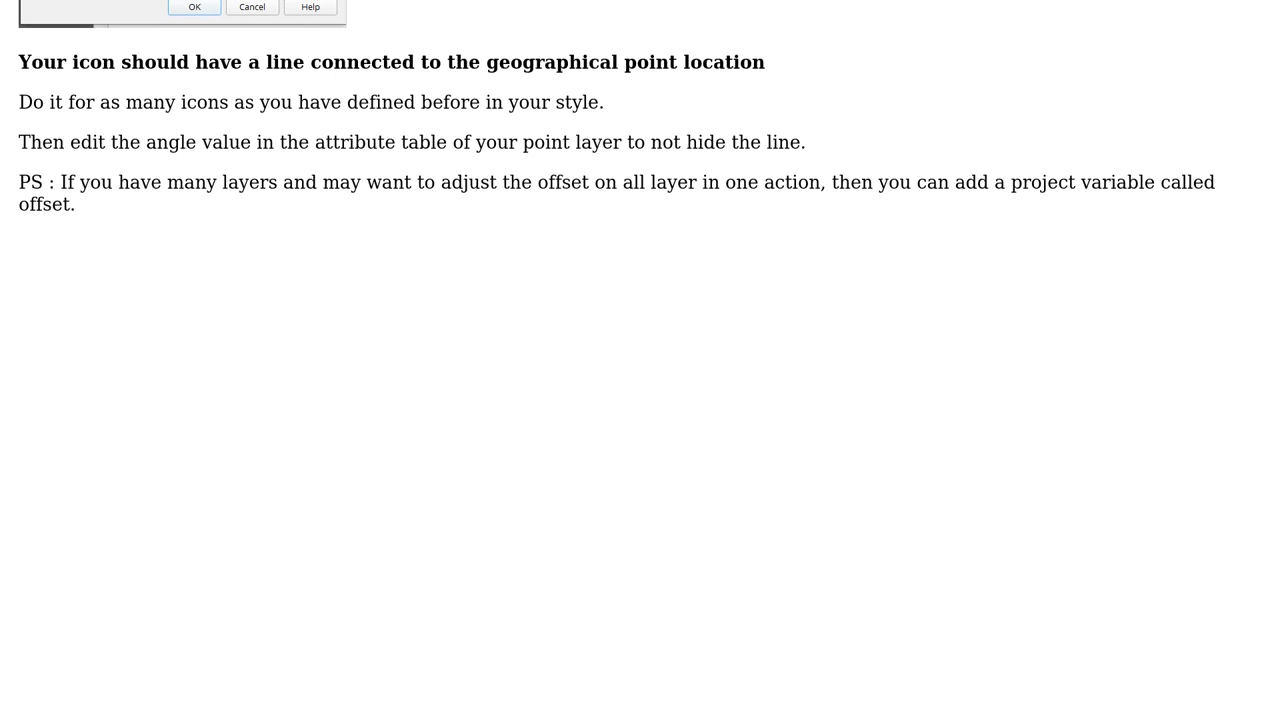 OK Cancel Help
Your icon should have a line connected to the geographical point location
Do it for as many icons as you have defined before in your style.
Then edit the angle value in the attribute table of your point layer to not hide the line.
PS : If you have many layers and may want to adjust the offset on all layer in one action, then you can add a project variable called
offset.